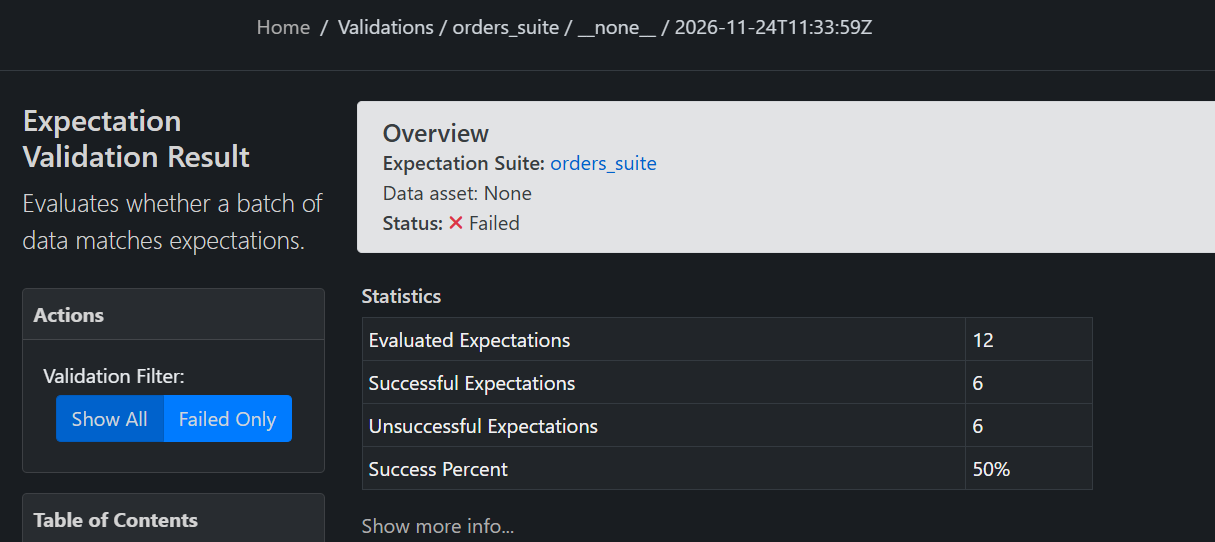 Home / Validations / orders_suite / __none__ / 2026-11-24T11:33:59Z
Expectation
Validation Result
Evaluates whether a batch of
data matches expectations.
Actions
Validation Filter:
Show All Failed Only
Table of Contents
Overview
Expectation Suite: orders_suite
Data asset: None
Status: ❌ Failed
Statistics
Evaluated Expectations 12
Successful Expectations 6
Unsuccessful Expectations 6
Success Percent 50%
Show more info...